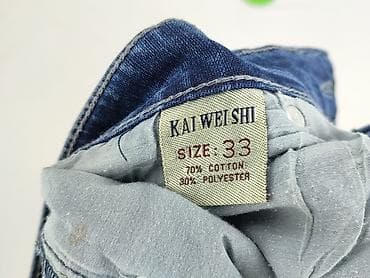 KAI WEI SHI
SIZE: 33
70% COTTON
30% POLYESTER